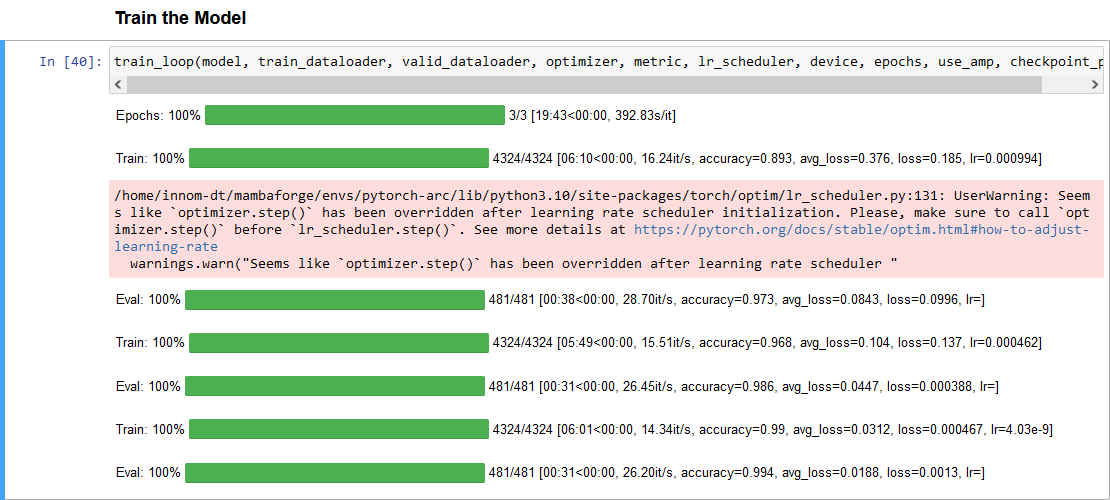 Train the Model
In [40]: train_loop(model, train_dataloader, valid_dataloader, optimizer, metric, lr_scheduler, device, epochs, use_amp, checkpoint_p
Epochs: 100% 3/3 [19:43<00:00, 392.83s/it]
Train: 100% 4324/4324 [06:10<00:00, 16.24it/s, accuracy=0.893, avg_loss=0.376, loss=0.185, lr=0.000994]
/home/innom-dt/mambaforge/envs/pytorch-arc/lib/python3.10/site-packages/torch/optim/lr_scheduler.py:131: UserWarning: Seem
s like `optimizer.step()` has been overridden after learning rate scheduler initialization. Please, make sure to call `opt
imizer.step()` before `lr_scheduler.step()`. See more details at https://pytorch.org/docs/stable/optim.html#how-to-adjust-
learning-rate
  warnings.warn("Seems like `optimizer.step()` has been overridden after learning rate scheduler "
Eval: 100% 481/481 [00:38<00:00, 28.70it/s, accuracy=0.973, avg_loss=0.0843, loss=0.0996, lr=]
Train: 100% 4324/4324 [05:49<00:00, 15.51it/s, accuracy=0.968, avg_loss=0.104, loss=0.137, lr=0.000462]
Eval: 100% 481/481 [00:31<00:00, 26.45it/s, accuracy=0.986, avg_loss=0.0447, loss=0.000388, lr=]
Train: 100% 4324/4324 [06:01<00:00, 14.34it/s, accuracy=0.99, avg_loss=0.0312, loss=0.000467, lr=4.03e-9]
Eval: 100% 481/481 [00:31<00:00, 26.20it/s, accuracy=0.994, avg_loss=0.0188, loss=0.0013, lr=]